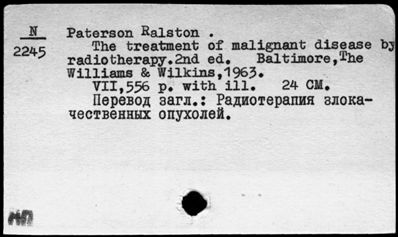 N
2245
Paterson Ralston .
The treatment of malignant disease by
radiotherapy.2nd ed. Baltimore,The
Williams & Wilkins,1963.
VII,556 p. with ill. 24 CM.
Перевод загл.: Радиотерапия злока-
чественных опухолей.